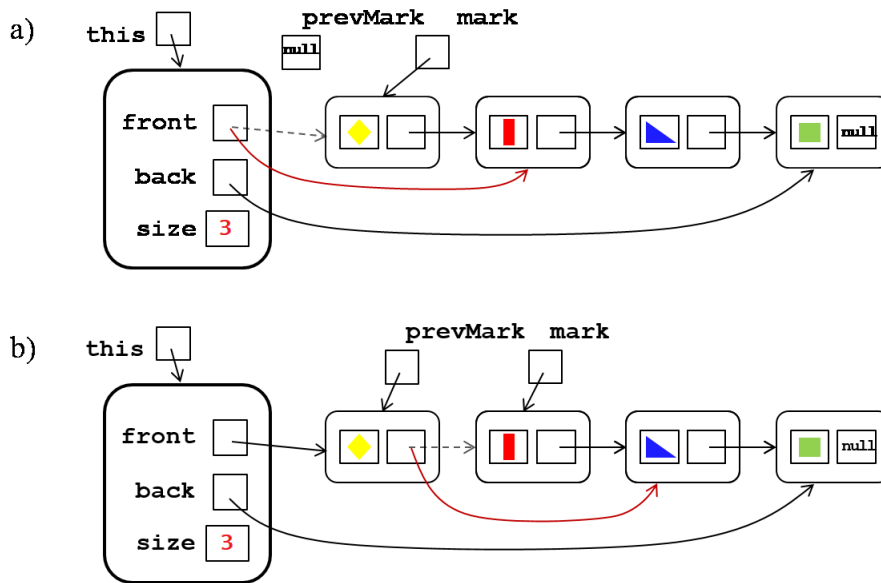 a)
prevMark mark
this
null
front
null
back
size 3
b)
prevMark mark
this
front
null
back
size 3